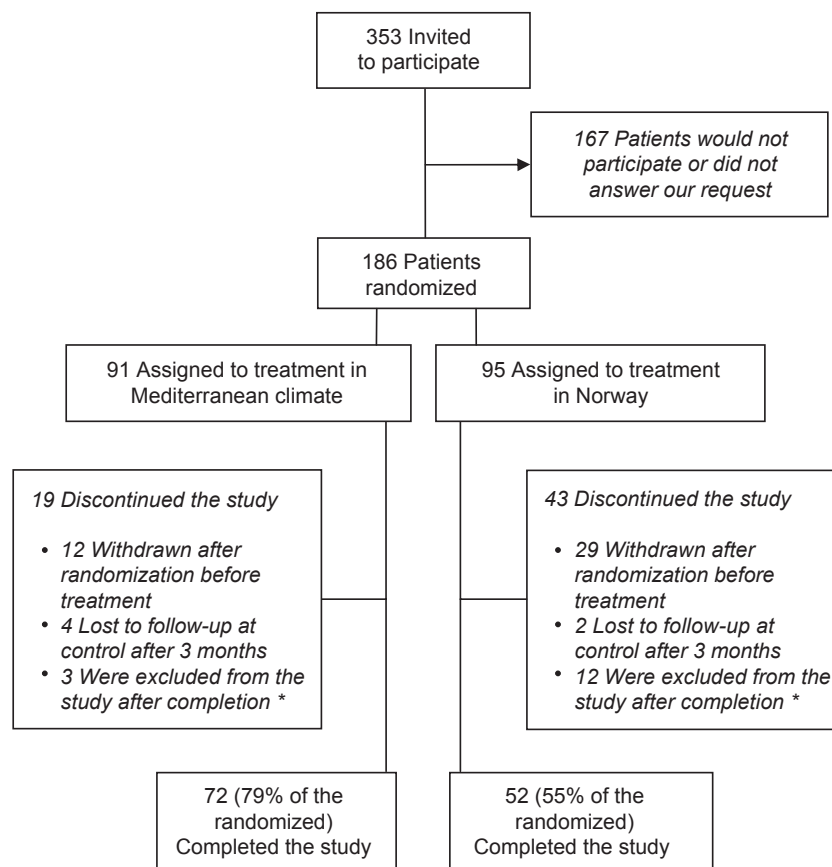 353 Invited
to participate
167 Patients would not
participate or did not
answer our request
186 Patients
randomized
91 Assigned to treatment in
Mediterranean climate
95 Assigned to treatment
in Norway
19 Discontinued the study
• 12 Withdrawn after
randomization before
treatment
• 4 Lost to follow-up at
control after 3 months
• 3 Were excluded from the
study after completion *
43 Discontinued the study
• 29 Withdrawn after
randomization before
treatment
• 2 Lost to follow-up at
control after 3 months
• 12 Were excluded from the
study after completion *
72 (79% of the
randomized)
Completed the study
52 (55% of the
randomized)
Completed the study